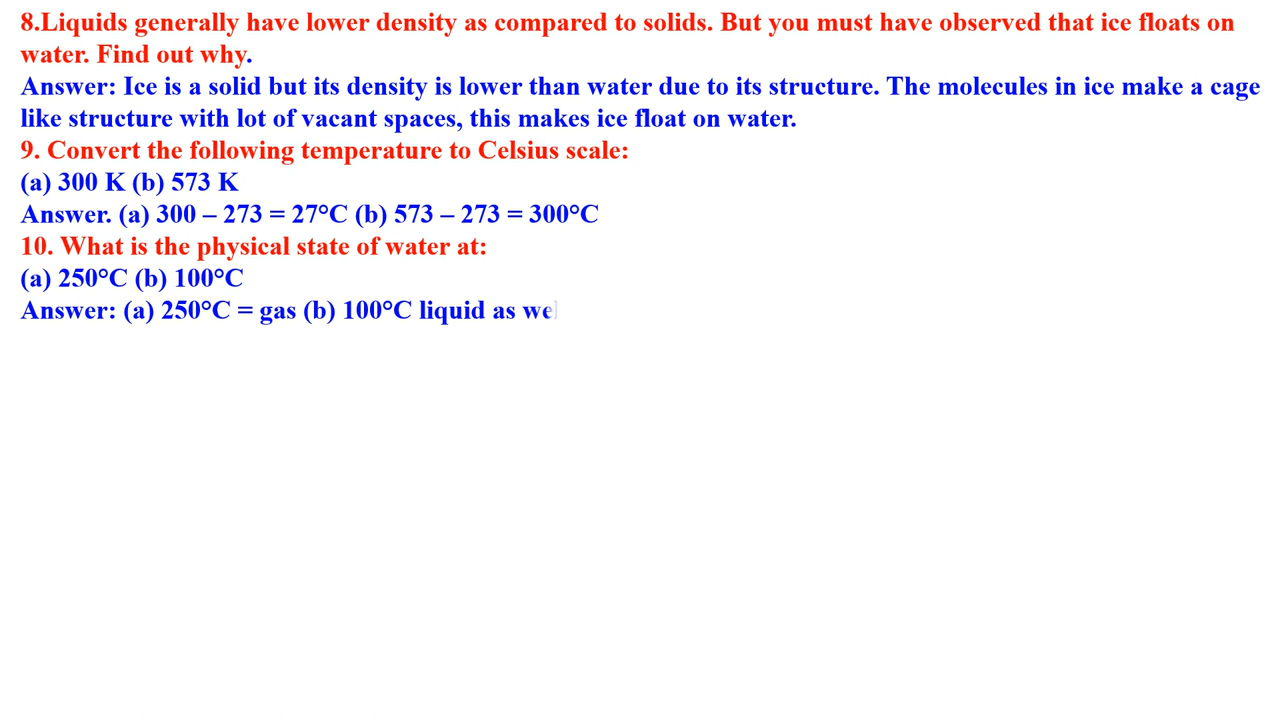 8.Liquids generally have lower density as compared to solids. But you must have observed that ice floats on
water. Find out why.
Answer: Ice is a solid but its density is lower than water due to its structure. The molecules in ice make a cage
like structure with lot of vacant spaces, this makes ice float on water.
9. Convert the following temperature to Celsius scale:
(a) 300 K (b) 573 K
Answer. (a) 300 – 273 = 27°C (b) 573 – 273 = 300°C
10. What is the physical state of water at:
(a) 250°C (b) 100°C
Answer: (a) 250°C = gas (b) 100°C liquid as wel